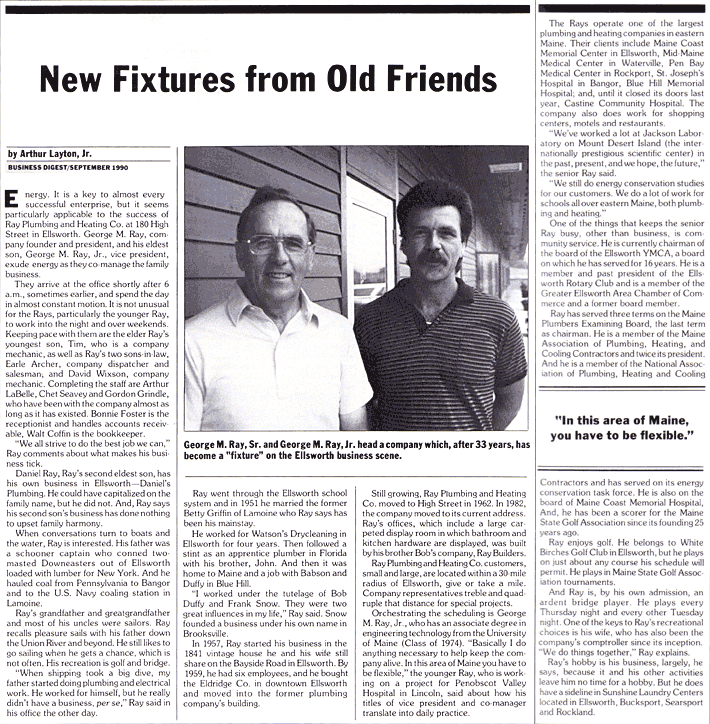 New Fixtures from Old Friends
by Arthur Layton, Jr.
BUSINESS DIGEST/SEPTEMBER 1990
Energy. It is a key to almost every
successful enterprise, but it seems
particularly applicable to the success of
Ray Plumbing and Heating Co. at 180 High
Street in Ellsworth. George M. Ray, com-
pany founder and president, and his eldest
son, George M. Ray, Jr., vice president,
exude energy as they co-manage the family
business.
They arrive at the office shortly after 6
a.m., sometimes earlier, and spend the day
in almost constant motion. It is not unusual
for the Rays, particularly the younger Ray,
to work into the night and over weekends.
Keeping pace with them are the elder Ray's
youngest son, Tim, who is a company
mechanic, as well as Ray's two sons-in-law,
Earle Archer, company dispatcher and
salesman, and David Wixson, company
mechanic. Completing the staff are Arthur
LaBelle, Chet Seavey and Gordon Grindle,
who have been with the company almost as
long as it has existed. Bonnie Foster is the
receptionist and handles accounts receiv-
able, Walt Coffin is the bookkeeper.
"We all strive to do the best job we can,"
Ray comments about what makes his busi-
ness tick.
Daniel Ray, Ray's second eldest son, has
his own business in Ellsworth—Daniel's
Plumbing. He could have capitalized on the
family name, but he did not. And, Ray says
his second son's business has done nothing
to upset family harmony.
When conversations turn to boats and
the water, Ray is interested. His father was
a schooner captain who conned two-
masted Downeasters out of Ellsworth
loaded with lumber for New York. And he
hauled coal from Pennsylvania to Bangor
and to the U.S. Navy coaling station in
Lamoine.
Ray's grandfather and greatgrandfather
and most of his uncles were sailors. Ray
recalls pleasure sails with his father down
the Union River and beyond. He still likes to
go sailing when he gets a chance, which is
not often. His recreation is golf and bridge.
"When shipping took a big dive, my
father started doing plumbing and electrical
work. He worked for himself, but he really
didn't have a business, per se," Ray said in
his office the other day.
George M. Ray, Sr. and George M. Ray, Jr. head a company which, after 33 years, has
become a "fixture" on the Ellsworth business scene.
Ray went through the Ellsworth school
system and in 1951 he married the former
Betty Griffin of Lamoine who Ray says has
been his mainstay.
He worked for Watson's Drycleaning in
Ellsworth for four years. Then followed a
stint as an apprentice plumber in Florida
with his brother, John. And then it was
home to Maine and a job with Babson and
Duffy in Blue Hill.
"I worked under the tutelage of Bob
Duffy and Frank Snow. They were two
great influences in my life," Ray said. Snow
founded a business under his own name in
Brooksville.
In 1957, Ray started his business in the
1841 vintage house he and his wife still
share on the Bayside Road in Ellsworth. By
1959, he had six employees, and he bought
the Eldridge Co. in downtown Ellsworth
and moved into the former plumbing
company's building.
Still growing, Ray Plumbing and Heating
Co. moved to High Street in 1962. In 1982,
the company moved to its current address.
Ray's offices, which include a large car-
peted display room in which bathroom and
kitchen hardware are displayed, was built
by his brother Bob's company, Ray Builders.
Ray Plumbing and Heating Co. customers,
small and large, are located within a 30 mile
radius of Ellsworth, give or take a mile.
Company representatives treble and quad-
ruple that distance for special projects.
Orchestrating the scheduling is George
M. Ray, Jr., who has an associate degree in
engineering technology from the University
of Maine (Class of 1974). "Basically I do
anything necessary to help keep the com-
pany alive. In this area of Maine you have to
be flexible," the younger Ray, who is work-
ing on a project for Penobscot Valley
Hospital in Lincoln, said about how his
titles of vice president and co-manager
translate into daily practice.
The Rays operate one of the largest
plumbing and heating companies in eastern
Maine. Their clients include Maine Coast
Memorial Center in Ellsworth, Mid-Maine
Medical Center in Waterville, Pen Bay
Medical Center in Rockport, St. Joseph's
Hospital in Bangor, Blue Hill Memorial
Hospital; and, until it closed its doors last
year, Castine Community Hospital. The
company also does work for shopping
centers, motels and restaurants.
"We've worked a lot at Jackson Labor-
atory on Mount Desert Island (the inter-
nationally prestigious scientific center) in
the past, present, and we hope, the future,"
the senior Ray said.
"We still do energy conservation studies
for our customers. We do a lot of work for
schools all over eastern Maine, both plumb-
ing and heating."
One of the things that keeps the senior
Ray busy, other than business, is com-
munity service. He is currently chairman of
the board of the Ellsworth YMCA, a board
on which he has served for 16 years. He is a
member and past president of the Ells-
worth Rotary Club and is a member of the
Greater Ellsworth Area Chamber of Com-
merce and a former board member.
Ray has served three terms on the Maine
Plumbers Examining Board, the last term
as chairman. He is a member of the Maine
Association of Plumbing, Heating, and
Cooling Contractors and twice its president.
And he is a member of the National Assoc-
iation of Plumbing, Heating and Cooling
"In this area of Maine,
you have to be flexible."
Contractors and has served on its energy
conservation task force. He is also on the
board of Maine Coast Memorial Hospital,
And, he has been a scorer for the Maine
State Golf Association since its founding 25
years ago.
Ray enjoys golf. He belongs to White
Birches Golf Club in Ellsworth, but he plays
on just about any course his schedule will
permit. He plays in Maine State Golf Assoc-
iation tournaments.
And Ray is, by his own admission, an
ardent bridge player. He plays every
Thursday night and every other Tuesday
night. One of the keys to Ray's recreational
choices is his wife, who has also been the
company's comptroller since its inception.
"We do things together," Ray explains.
Ray's hobby is his business, largely, he
says, because it and his other activities
leave him no time for a hobby. But he does
have a sideline in Sunshine Laundry Centers
located in Ellsworth, Bucksport, Searsport
and Rockland.